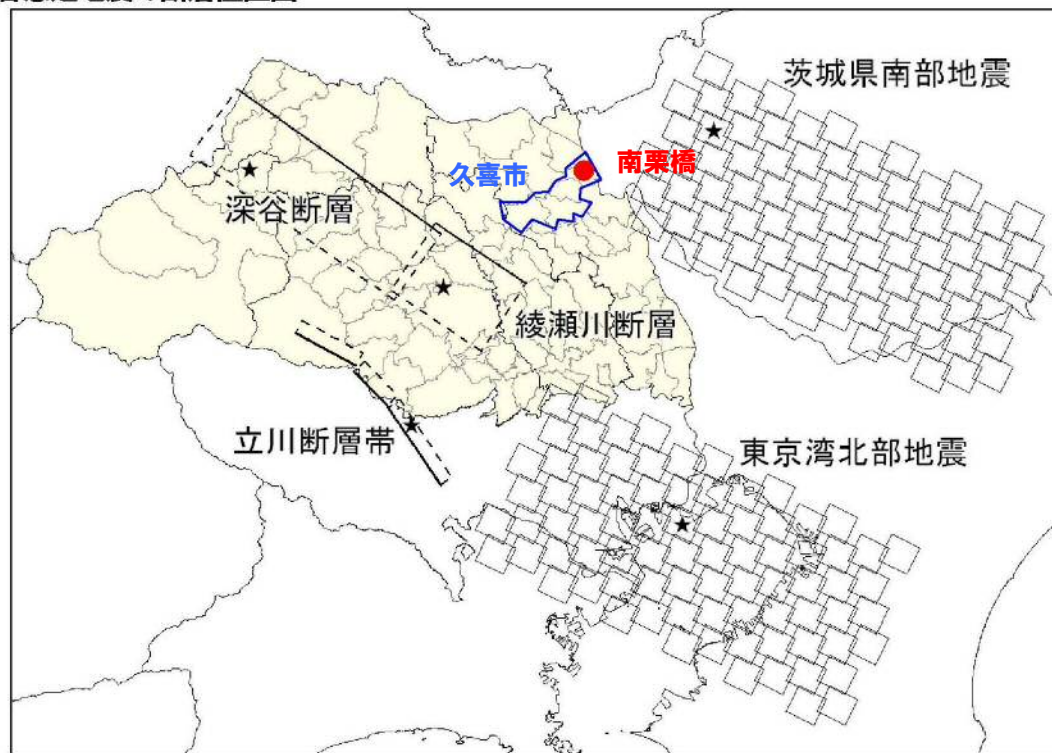 茨城県南部地震
南栗橋
久喜市
深谷断層
綾瀬川断層
立川断層帯
東京湾北部地震